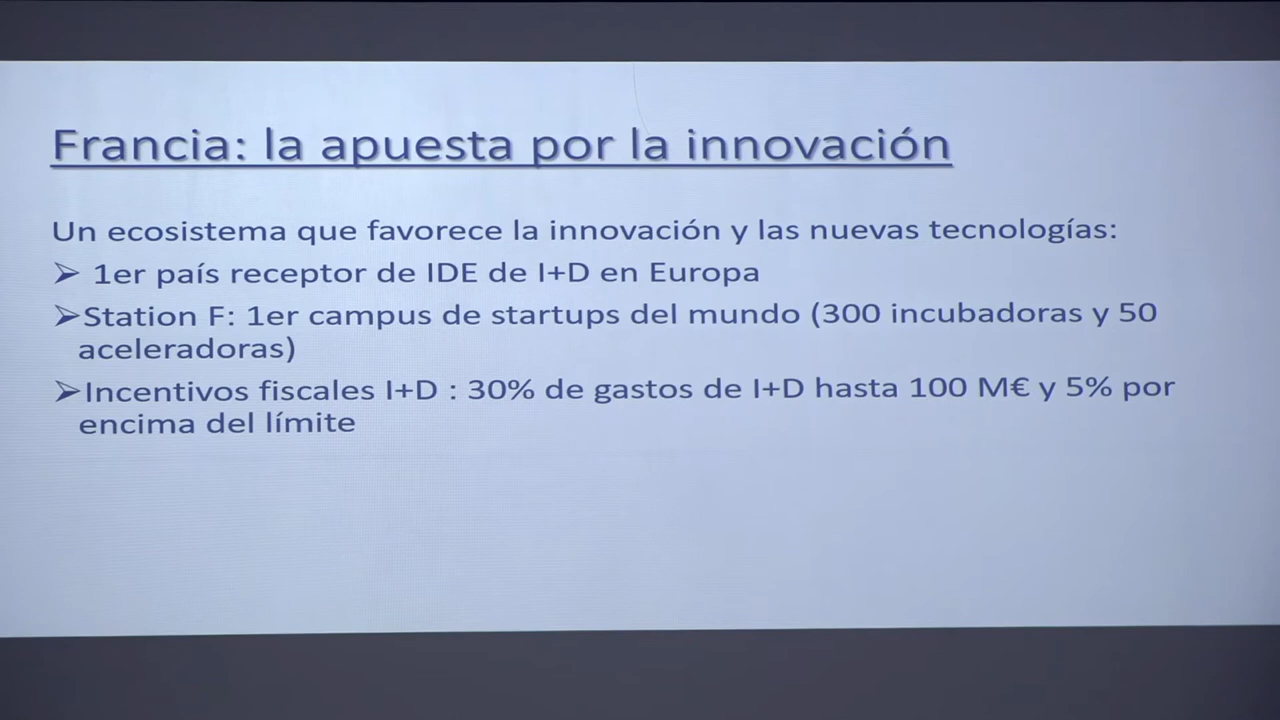 Francia: la apuesta por la innovación
Un ecosistema que favorece la innovación y las nuevas tecnologías:
➢ 1er país receptor de IDE de I+D en Europa
➢Station F: 1er campus de startups del mundo (300 incubadoras y 50
aceleradoras)
➢Incentivos fiscales I+D : 30% de gastos de I+D hasta 100 M€ y 5% por
encima del límite